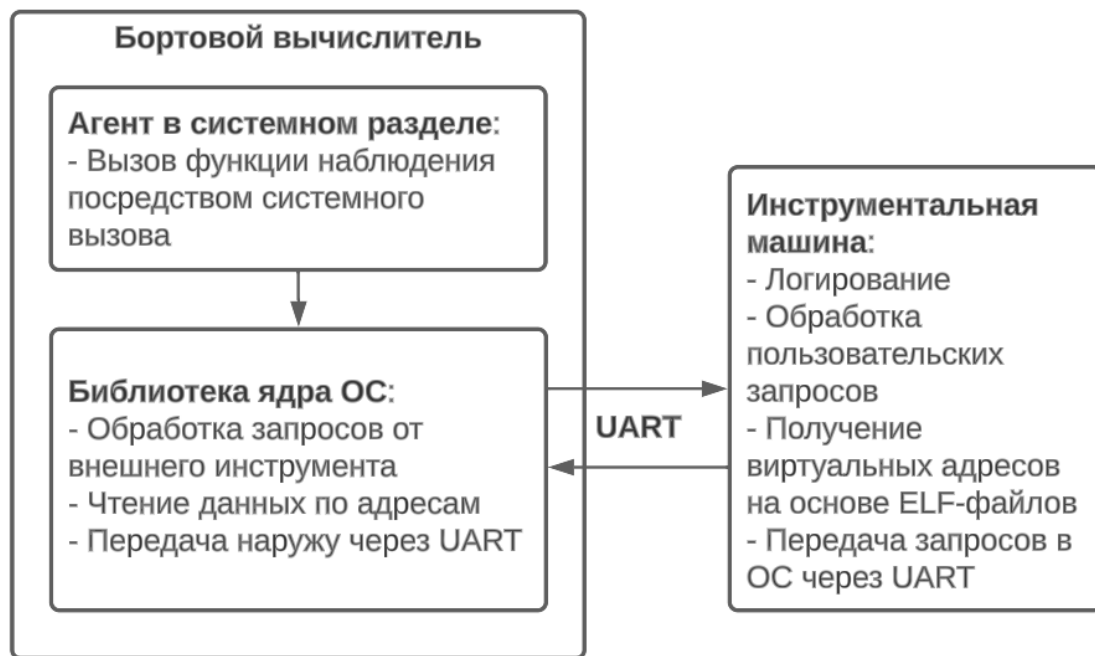 Бортовой вычислитель
Агент в системном разделе:
- Вызов функции наблюдения
посредством системного
вызова
Библиотека ядра ОС:
- Обработка запросов от
внешнего инструмента
- Чтение данных по адресам
- Передача наружу через UART
UART
Инструментальная
машина:
- Логирование
- Обработка
пользовательских
запросов
- Получение
виртуальных адресов
на основе ELF-файлов
- Передача запросов в
ОС через UART